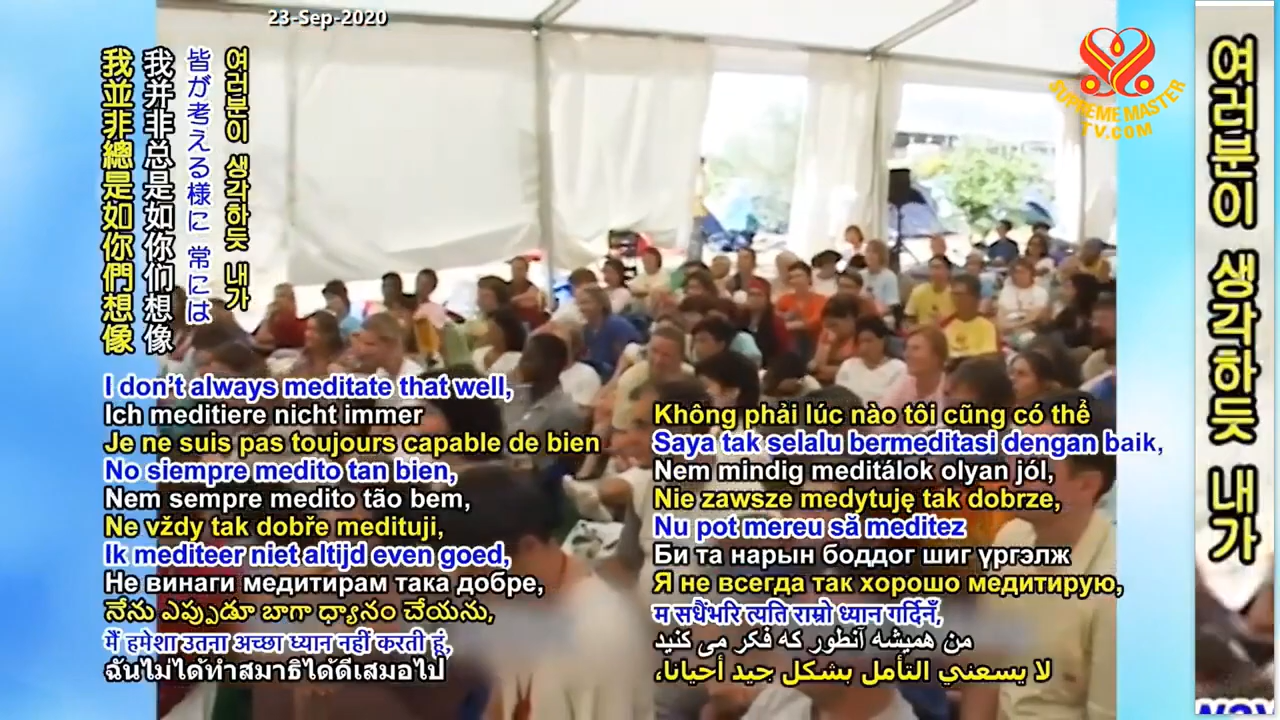 23-Sep-2020
SUPREME MASTER
TV.COM
여러분이 생각하듯 내가
皆が考える様に 常には
我并非总是如你们想像
我並非總是如你們想像
I don't always meditate that well,
Ich meditiere nicht immer
Je ne suis pas toujours capable de bien
No siempre medito tan bien,
Nem sempre medito tão bem,
Ne vždy tak dobře medituji,
Ik mediteer niet altijd even goed,
Не винаги медитирам така добре,
నేను ఎప్పుడూ బాగా ధ్యానం చేయను,
मैं हमेशा उतना अच्छा ध्यान नहीं करती हूं,
ฉันไม่ได้ทำสมาธิได้ดีเสมอไป
Không phải lúc nào tôi cũng có thể
Saya tak selalu bermeditasi dengan baik,
Nem mindig meditálok olyan jól,
Nie zawsze medytuję tak dobrze,
Nu pot mereu să meditez
Би та нарын боддог шиг үргэлж
Я не всегда так хорошо медитирую,
म सधैंभरि त्यति राम्रो ध्यान गर्दिनँ,
من همیشه آنطور که فکر می کنید
لا يسعني التأمل بشكل جيد أحيانا،
여러분이 생각하듯 내가